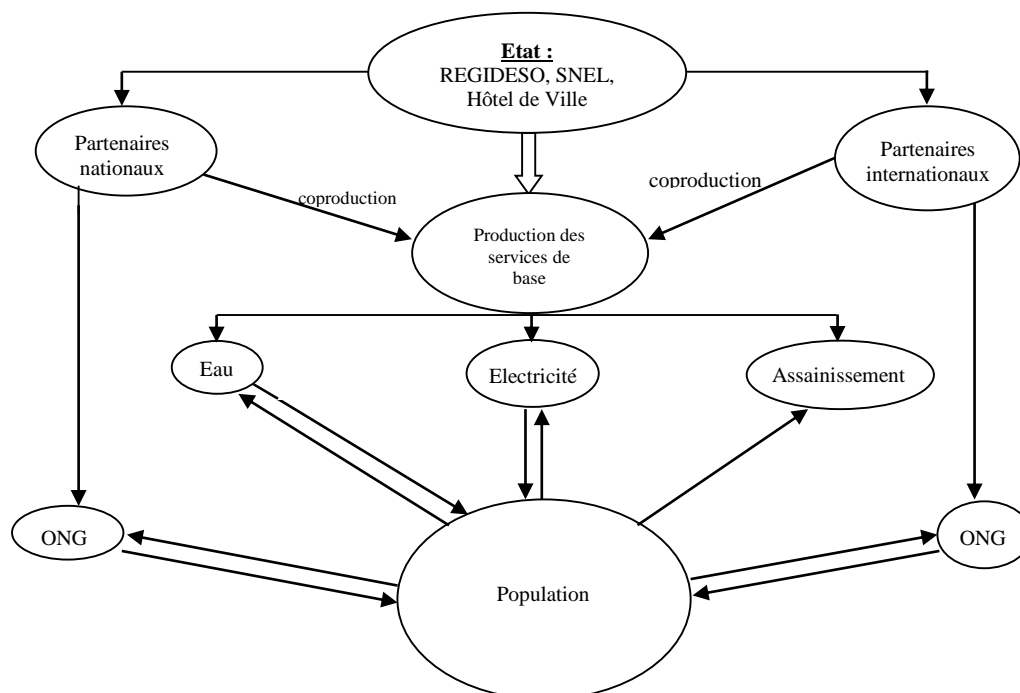 Etat :
REGIDESO, SNEL,
Hôtel de Ville
Partenaires
nationaux
Partenaires
internationaux
coproduction
coproduction
Production des
services de
base
Eau
Electricité
Assainissement
ONG
ONG
Population